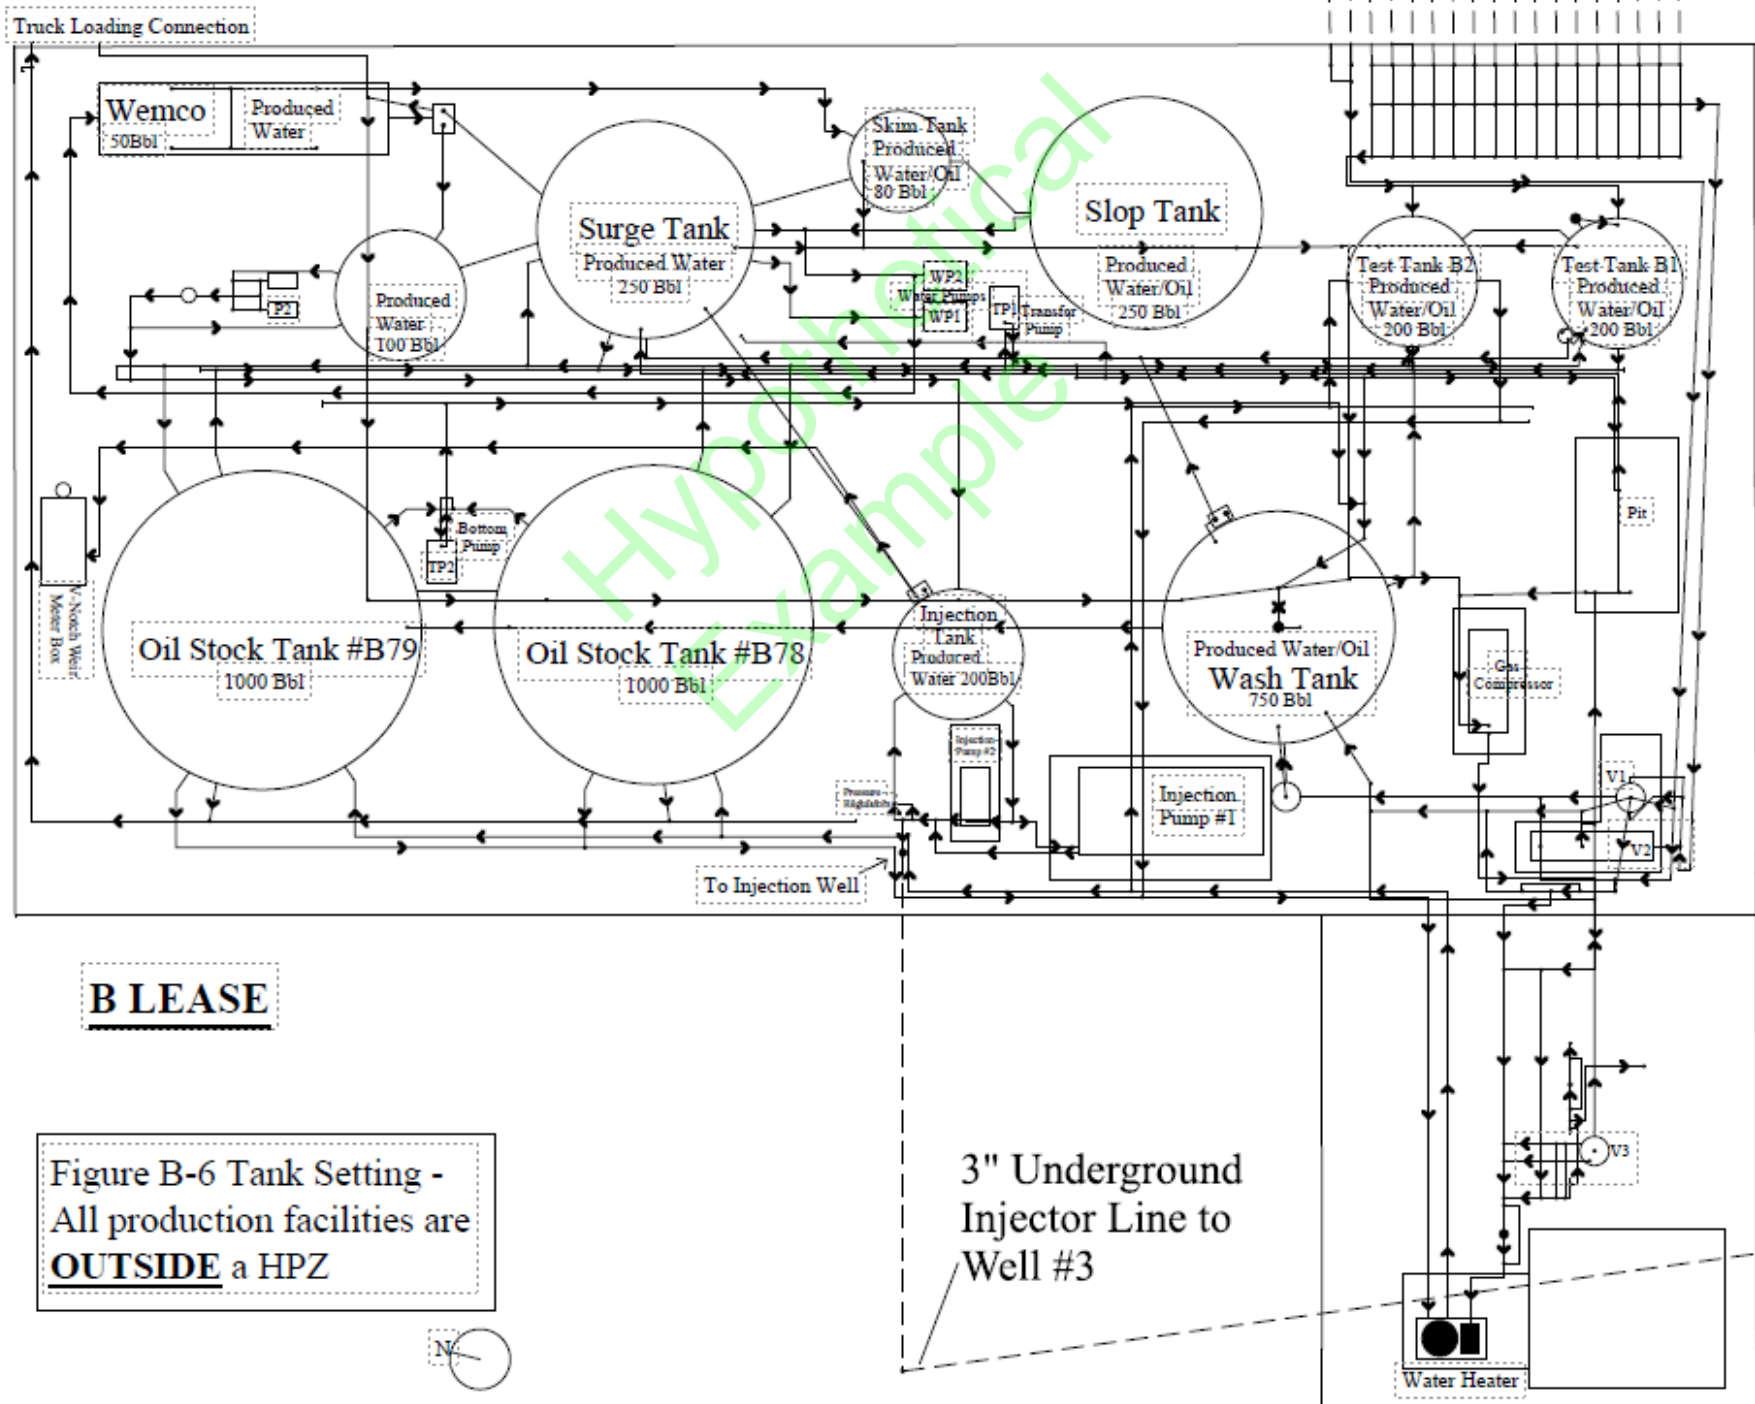 Truck Loading Connection
Wemco
50Bbl
Produced
Water
Skim Tank
Produced
Water/Oil
80 Bbl
Surge Tank
Produced Water
250 Bbl
Slop Tank
Produced
Water/Oil
250 Bbl
Test Tank B2
Produced
Water/Oil
200 Bbl
Test Tank B1
Produced
Water/Oil
200 Bbl
P2
Produced
Water
100 Bbl
WP2
Water Pumps
WP1
TP1
Transfer
Pump
Hypothetical
Example
Pit
Bottom
Pump
TP2
V-Notch Weir
Meter Box
Oil Stock Tank #B79
1000 Bbl
Oil Stock Tank #B78
1000 Bbl
Injection
Tank
Produced
Water 200Bbl
Produced Water/Oil
Wash Tank
750 Bbl
Gas
Compressor
Injection
Pump #2
Pressure
Injection
Pump #1
V1
V2
To Injection Well
B LEASE
Figure B-6 Tank Setting -
All production facilities are
OUTSIDE a HPZ
N
3" Underground
Injector Line to
Well #3
V3
Water Heater